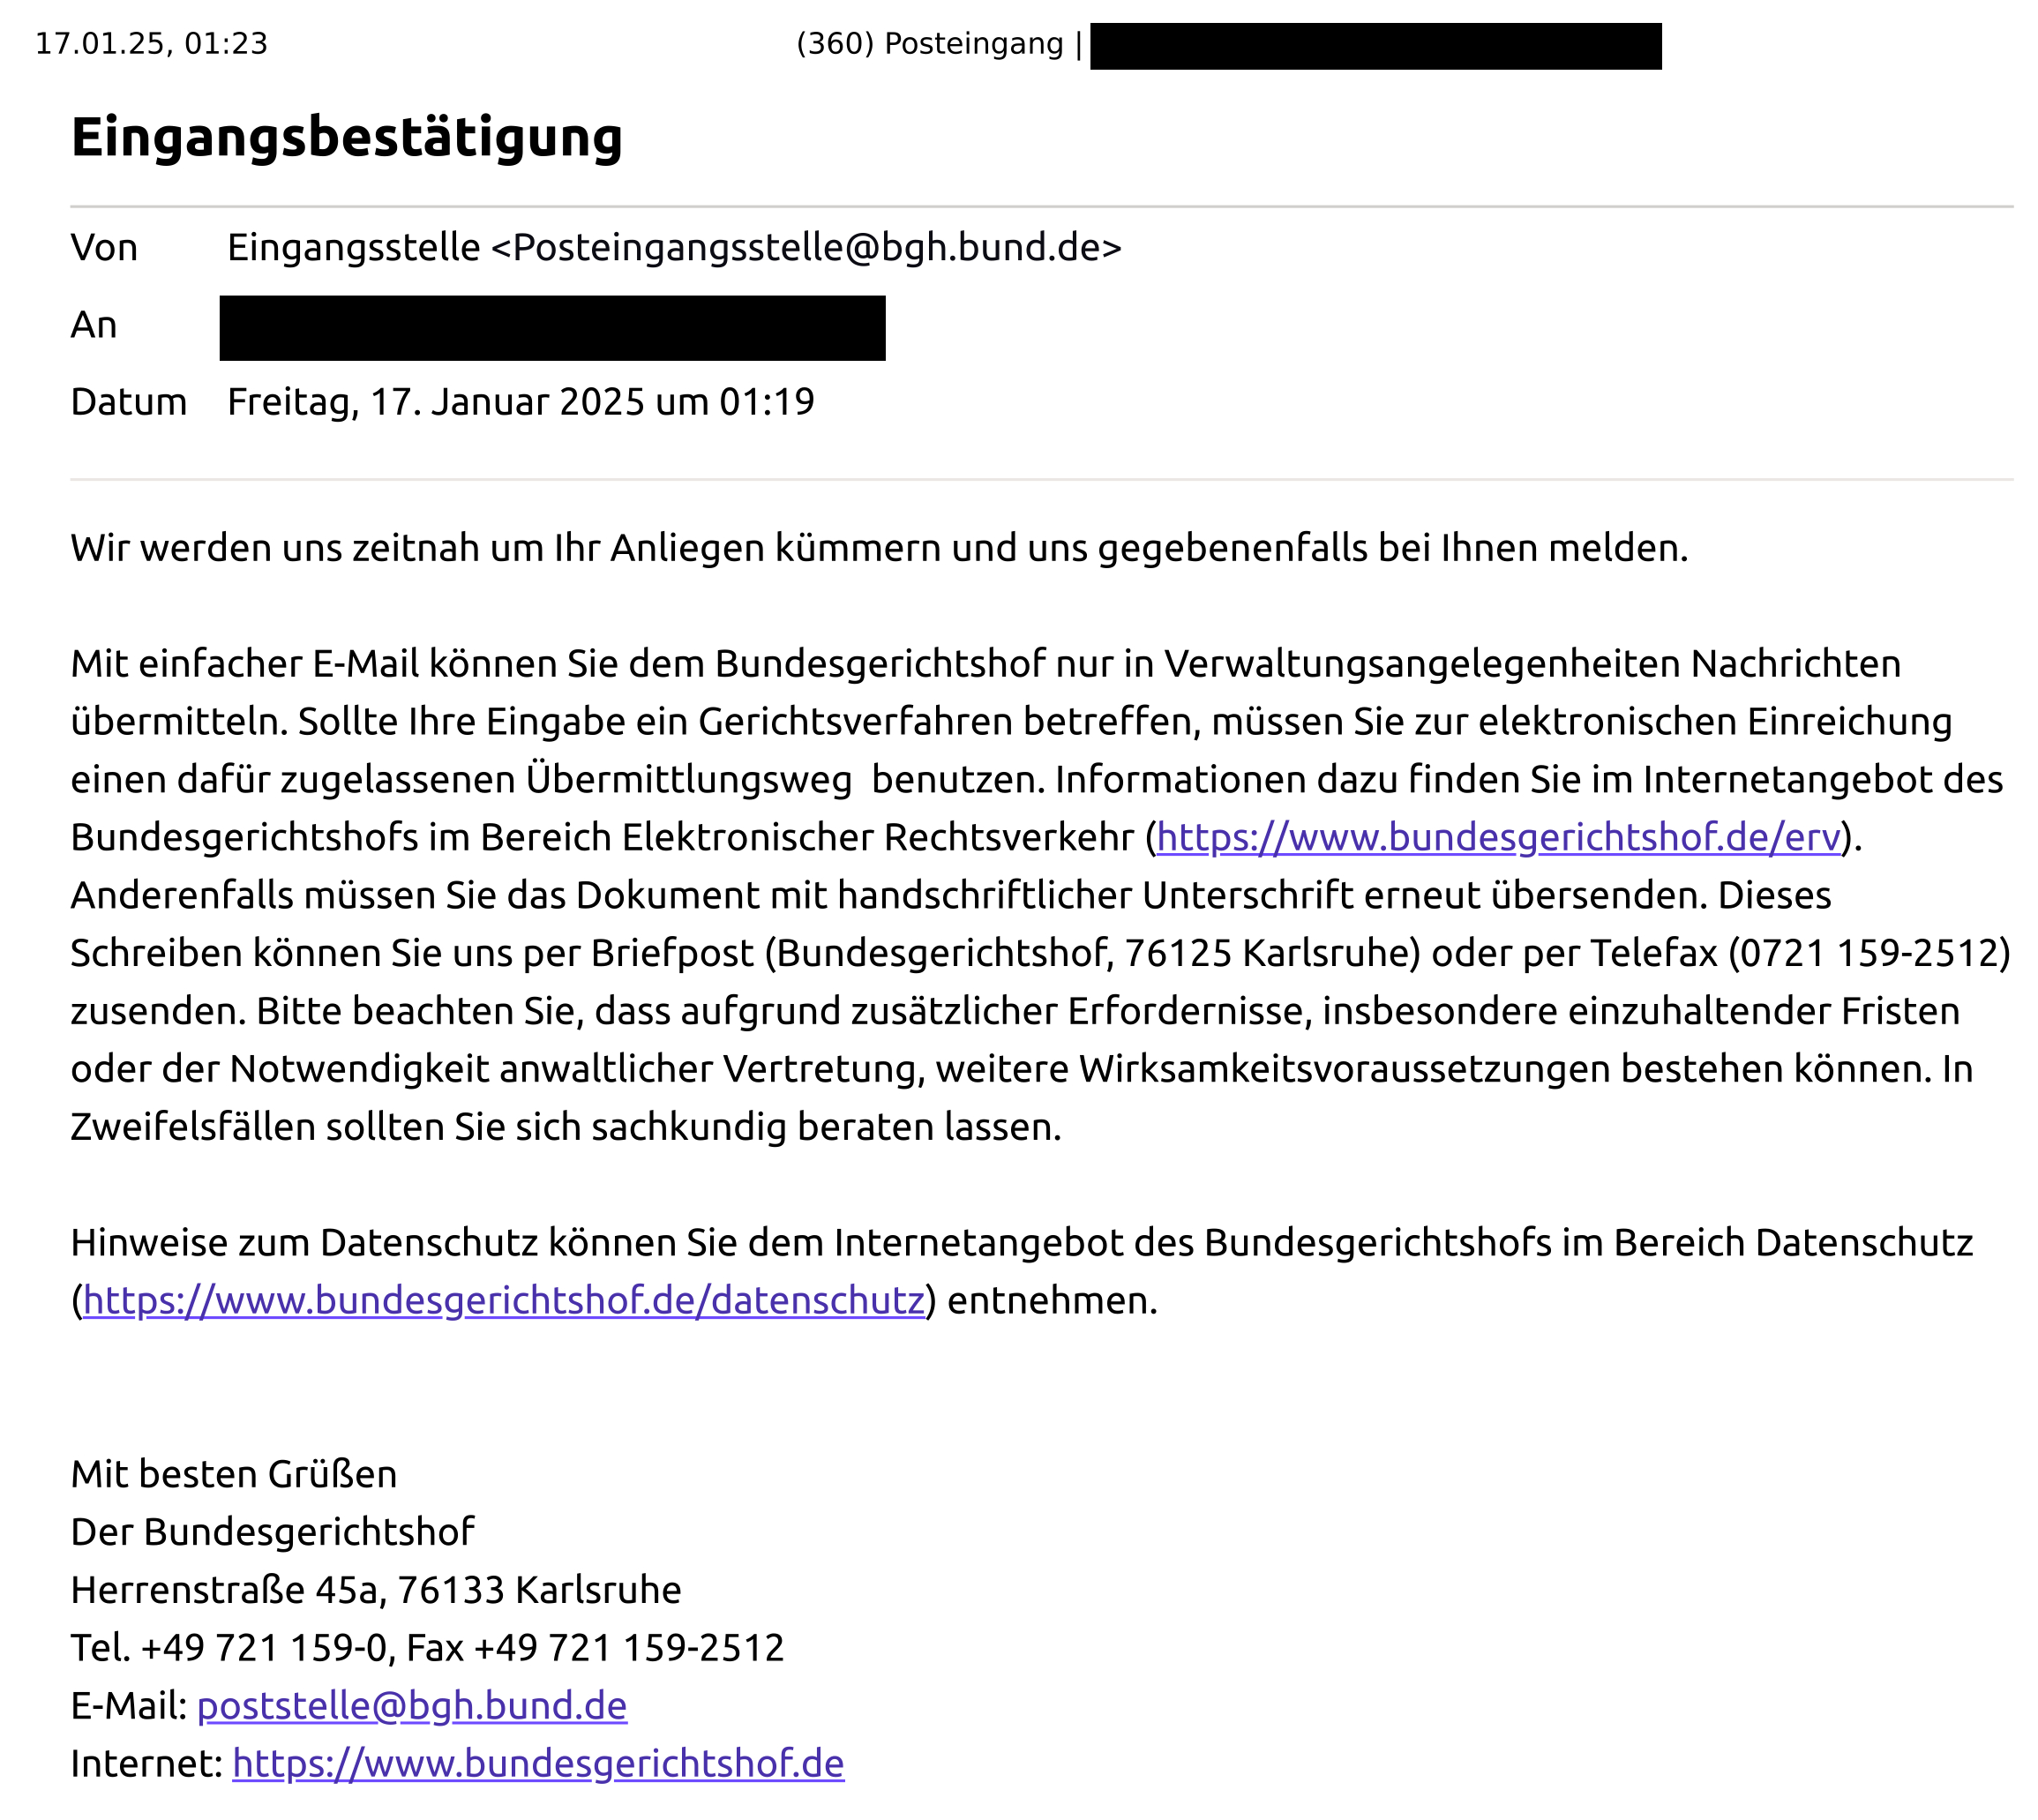 17.01.25, 01:23 (360) Posteingang |
Eingangsbestätigung
Von Eingangsstelle <Posteingangsstelle@bgh.bund.de>
An
Datum Freitag, 17. Januar 2025 um 01:19
Wir werden uns zeitnah um Ihr Anliegen kümmern und uns gegebenenfalls bei Ihnen melden.
Mit einfacher E-Mail können Sie dem Bundesgerichtshof nur in Verwaltungsangelegenheiten Nachrichten
übermitteln. Sollte Ihre Eingabe ein Gerichtsverfahren betreffen, müssen Sie zur elektronischen Einreichung
einen dafür zugelassenen Übermittlungsweg  benutzen. Informationen dazu finden Sie im Internetangebot des
Bundesgerichtshofs im Bereich Elektronischer Rechtsverkehr (https://www.bundesgerichtshof.de/erv).
Anderenfalls müssen Sie das Dokument mit handschriftlicher Unterschrift erneut übersenden. Dieses
Schreiben können Sie uns per Briefpost (Bundesgerichtshof, 76125 Karlsruhe) oder per Telefax (0721 159-2512)
zusenden. Bitte beachten Sie, dass aufgrund zusätzlicher Erfordernisse, insbesondere einzuhaltender Fristen
oder der Notwendigkeit anwaltlicher Vertretung, weitere Wirksamkeitsvoraussetzungen bestehen können. In
Zweifelsfällen sollten Sie sich sachkundig beraten lassen.
Hinweise zum Datenschutz können Sie dem Internetangebot des Bundesgerichtshofs im Bereich Datenschutz
(https://www.bundesgerichtshof.de/datenschutz) entnehmen.
Mit besten Grüßen
Der Bundesgerichtshof
Herrenstraße 45a, 76133 Karlsruhe
Tel. +49 721 159-0, Fax +49 721 159-2512
E-Mail: poststelle@bgh.bund.de
Internet: https://www.bundesgerichtshof.de